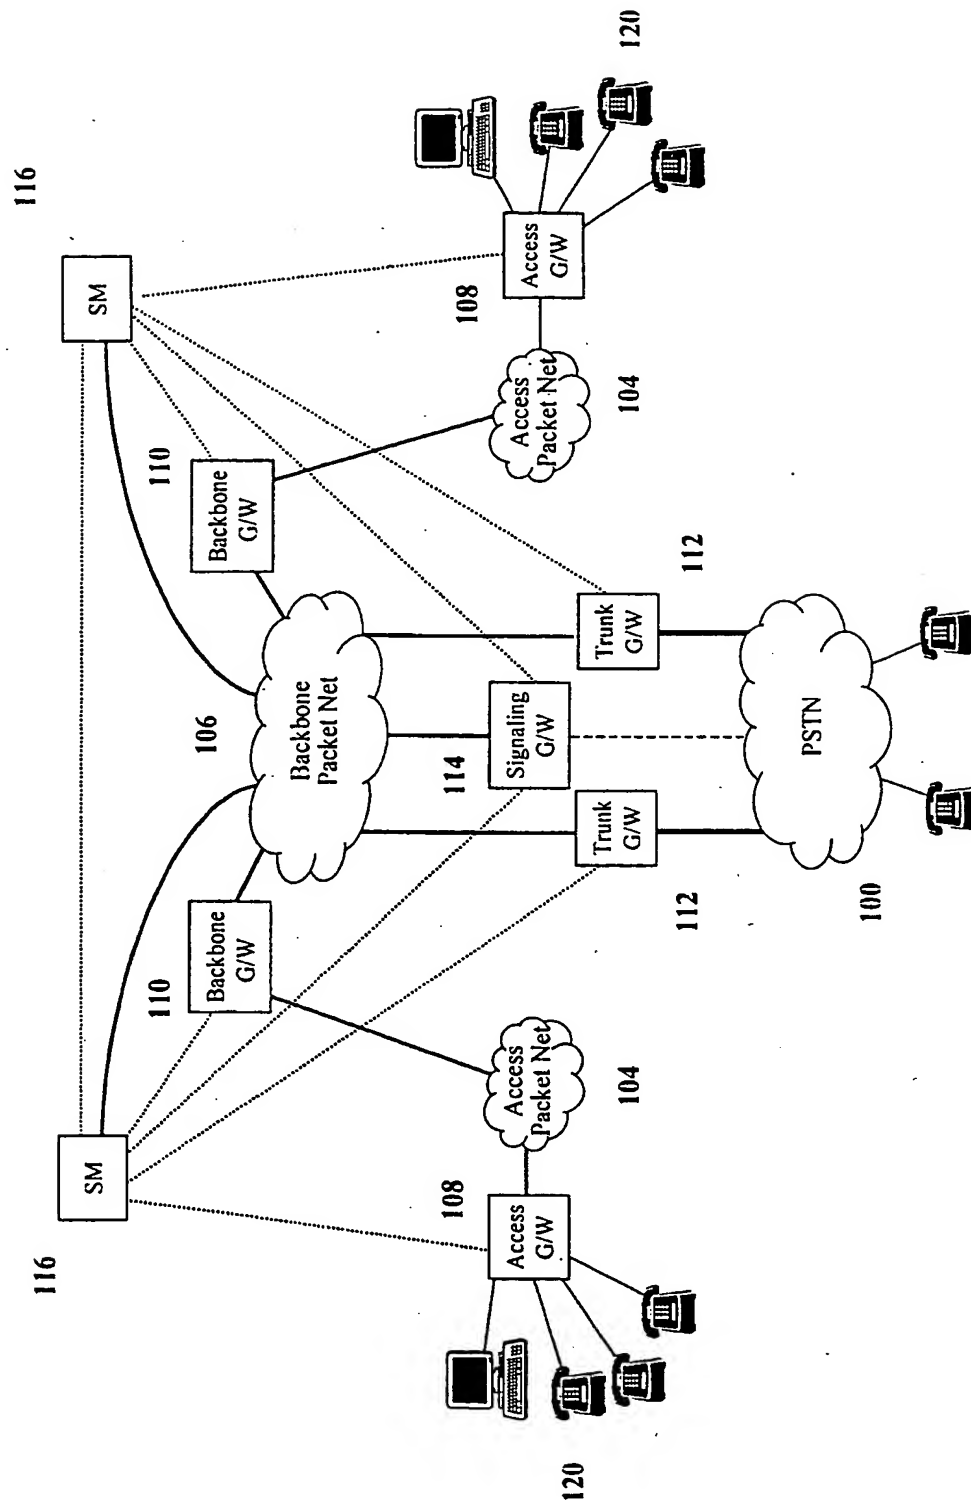 116
SM
SM
116
110
Backbone
G/W
106
Backbone
Packet Net
110
Backbone
G/W
108
Access
G/W
Access
Packet Net
104
114
Signaling
G/W
Access
Packet Net
104
108
Access
G/W
120
120
Trunk
G/W
112
Trunk
G/W
112
PSTN
100